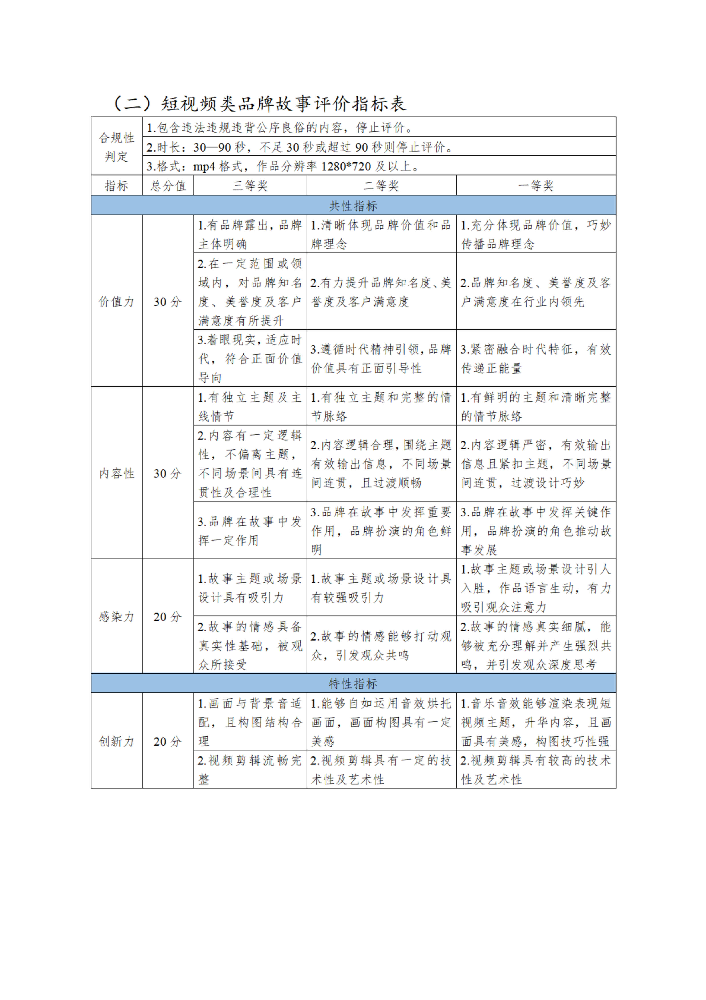 （二）短视频类品牌故事评价指标表
合规性
判定
1.包含违法违规违背公序良俗的内容，停止评价。
2.时长：30—90 秒，不足 30 秒或超过 90 秒则停止评价。
3.格式：mp4 格式，作品分辨率 1280*720 及以上。
指标
总分值
三等奖
二等奖
一等奖
共性指标
价值力
30 分
1.有品牌露出，品牌
主体明确
1.清晰体现品牌价值和品
牌理念
1.充分体现品牌价值，巧妙
传播品牌理念
2.在一定范围或领
域内，对品牌知名
度、美誉度及客户
满意度有所提升
2.有力提升品牌知名度、美
誉度及客户满意度
2.品牌知名度、美誉度及客
户满意度在行业内领先
3.着眼现实，适应时
代，符合正面价值
导向
3.遵循时代精神引领，品牌
价值具有正面引导性
3.紧密融合时代特征，有效
传递正能量
内容性
30 分
1.有独立主题及主
线情节
1.有独立主题和完整的情
节脉络
1.有鲜明的主题和清晰完整
的情节脉络
2.内容有一定逻辑
性，不偏离主题，
不同场景间具有连
贯性及合理性
2.内容逻辑合理，围绕主题
有效输出信息，不同场景
间连贯，且过渡顺畅
2.内容逻辑严密，有效输出
信息且紧扣主题，不同场景
间连贯，过渡设计巧妙
3.品牌在故事中发
挥一定作用
3.品牌在故事中发挥重要
作用，品牌扮演的角色鲜
明
3.品牌在故事中发挥关键作
用，品牌扮演的角色推动故
事发展
感染力
20 分
1.故事主题或场景
设计具有吸引力
1.故事主题或场景设计具
有较强吸引力
1.故事主题或场景设计引人
入胜，作品语言生动，有力
吸引观众注意力
2.故事的情感具备
真实性基础，被观
众所接受
2.故事的情感能够打动观
众，引发观众共鸣
2.故事的情感真实细腻，能
够被充分理解并产生强烈共
鸣，并引发观众深度思考
特性指标
创新力
20 分
1.画面与背景音适
配，且构图结构合
理
1.能够自如运用音效烘托
画面，画面构图具有一定
美感
1.音乐音效能够渲染表现短
视频主题，升华内容，且画
面具有美感，构图技巧性强
2.视频剪辑流畅完
整
2.视频剪辑具有一定的技
术性及艺术性
2.视频剪辑具有较高的技术
性及艺术性